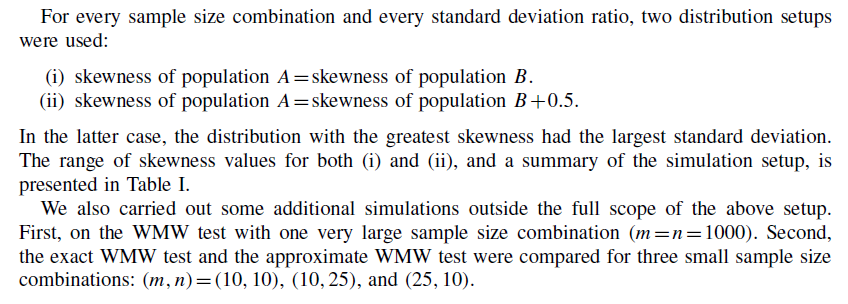 For every sample size combination and every standard deviation ratio, two distribution setups
were used:
(i) skewness of population A=skewness of population B.
(ii) skewness of population A=skewness of population B+0.5.
In the latter case, the distribution with the greatest skewness had the largest standard deviation.
The range of skewness values for both (i) and (ii), and a summary of the simulation setup, is
presented in Table I.
We also carried out some additional simulations outside the full scope of the above setup.
First, on the WMW test with one very large sample size combination (m=n=1000). Second,
the exact WMW test and the approximate WMW test were compared for three small sample size
combinations: (m,n)=(10, 10), (10, 25), and (25, 10).